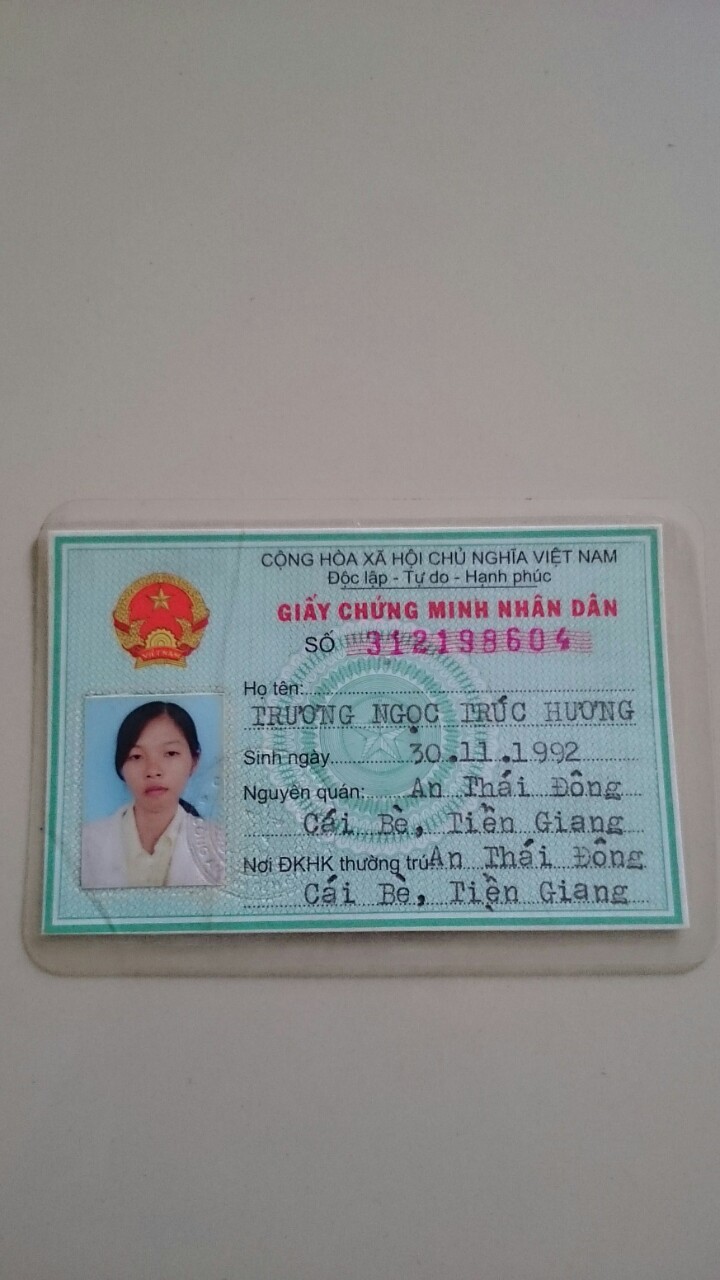 CỘNG HÒA XÃ HỘI CHỦ NGHĨA VIỆT NAM
Độc lập - Tự do - Hạnh phúc
GIẤY CHỨNG MINH NHÂN DÂN
SỐ 312198604
Họ tên:
TRƯƠNG NGỌC TRÚC HƯƠNG
Sinh ngày 30.11.1992
Nguyên quán: An Thái Đông
Cái Bè, Tiền Giang
Nơi ĐKHK thường trú: An Thái Đông
Cái Bè, Tiền Giang
VIỆT NAM